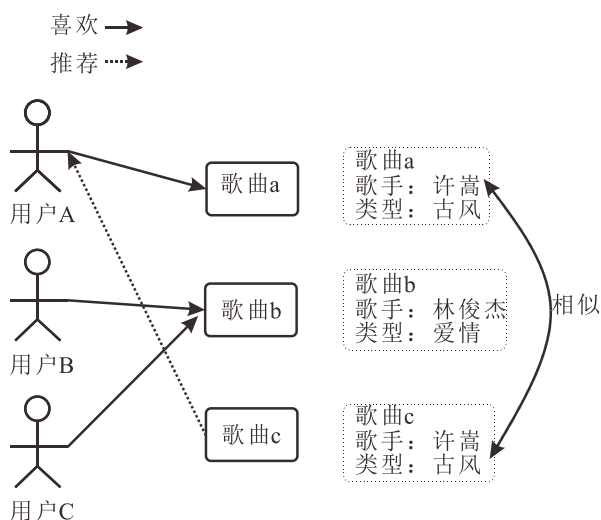 喜欢
推荐
用户A
歌曲a
歌曲a
歌手：许嵩
类型：古风
用户B
歌曲b
歌曲b
歌手：林俊杰
类型：爱情
相似
用户C
歌曲c
歌曲c
歌手：许嵩
类型：古风